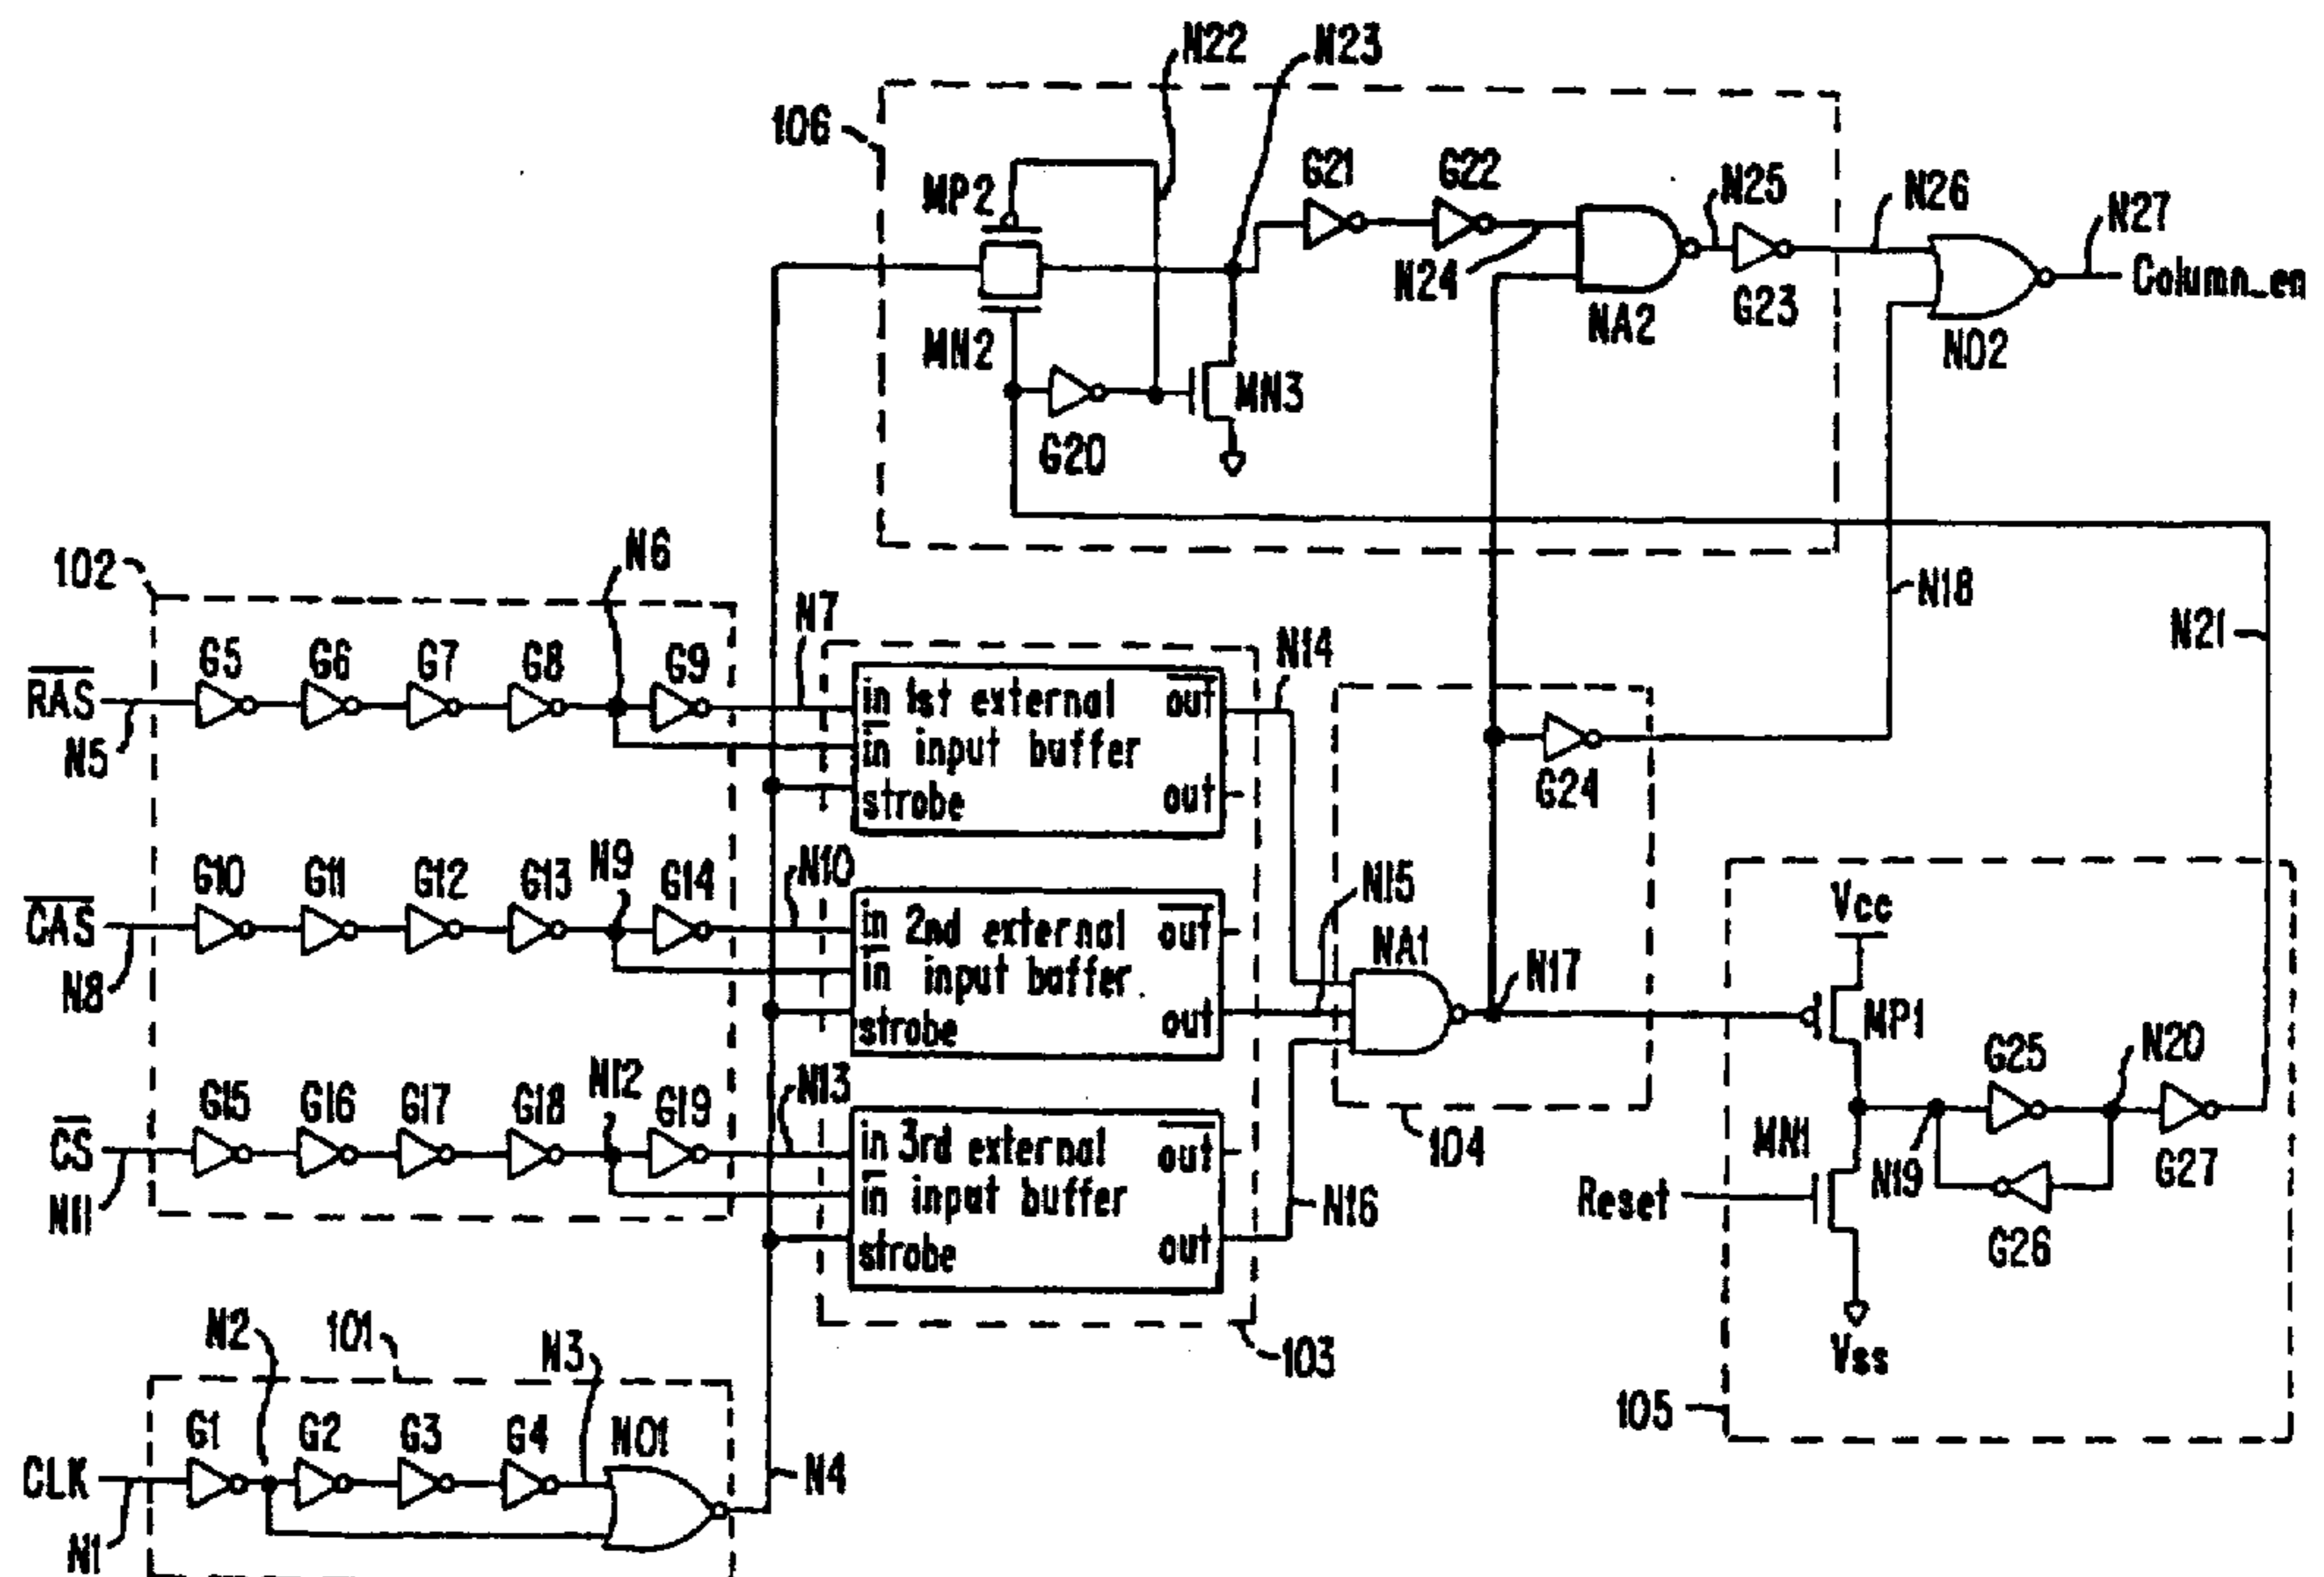 N22
N23
106
MP2
G21
G22
N25
N26
N27
N24
Column_en
NA2
G23
NO2
MN2
MN3
G20
102
N6
N18
N21
N7
N14
RAS
G5
G6
G7
G8
G9
N5
in 1st external out
in input buffer
strobe out
G24
CAS
G10
G11
G12
G13
N9
G14
N10
N15
N8
in 2nd external out
in input buffer
strobe out
NA1
N17
Vcc
MP1
CS
G15
G16
G17
G18
N12
G19
N13
104
G25
N20
N11
in 3rd external out
in input buffer
strobe out
N16
MN1
Reset
N19
G27
G26
Vss
N2
101
N3
103
105
CLK
G1
G2
G3
G4
NO1
N4
N1